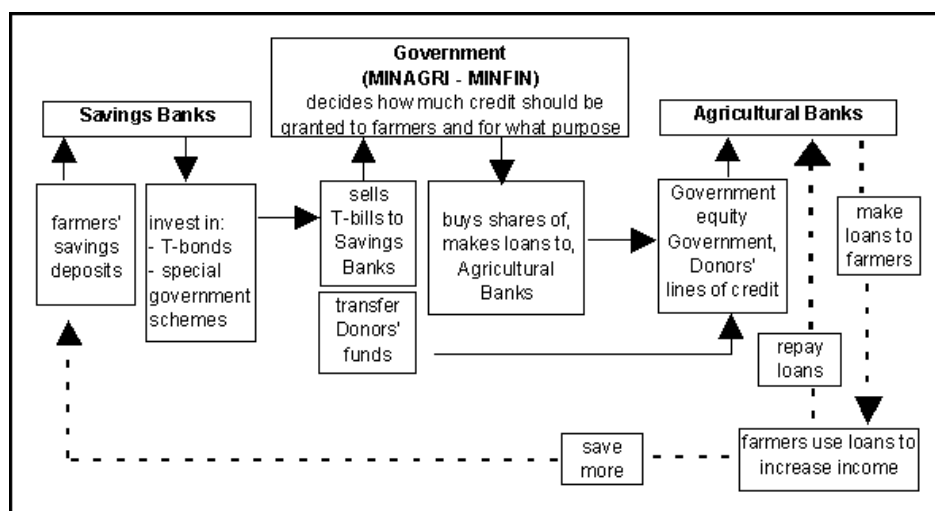 Government
(MINAGRI - MINFIN)
decides how much credit should be
granted to farmers and for what purpose
Savings Banks
Agricultural Banks
farmers'
savings
deposits
invest in:
- T-bonds
- special
government
schemes
sells
T-bills to
Savings
Banks
transfer
Donors'
funds
buys shares of,
makes loans to,
Agricultural
Banks
Government
equity
Government,
Donors'
lines of credit
make
loans to
farmers
repay
loans
save
more
farmers use loans to
increase income